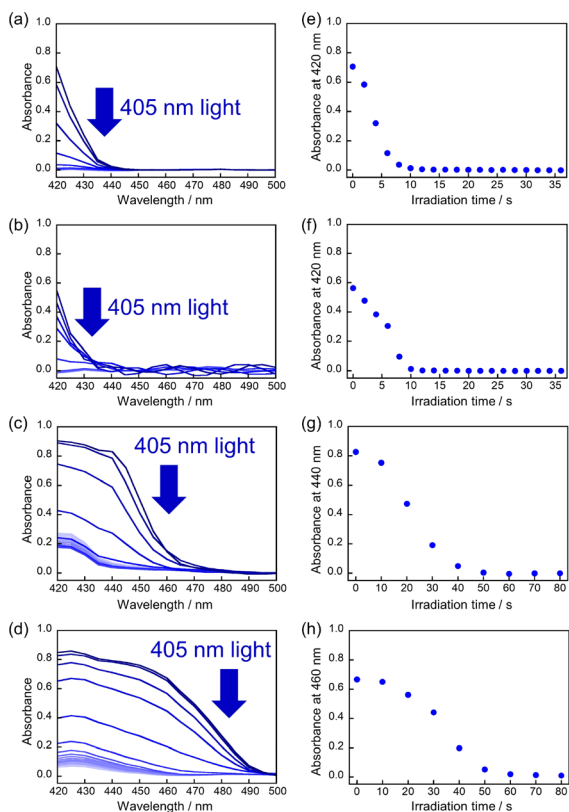 (a)
1.0
0.8
0.6
0.4
0.2
0.0
Absorbance
405 nm light
420 430 440 450 460 470 480 490 500
Wavelength / nm
(e)
1.0
0.8
0.6
0.4
0.2
0.0
Absorbance at 420 nm
0 5 10 15 20 25 30 35
Irradiation time / s
(b)
1.0
0.8
0.6
0.4
0.2
0.0
Absorbance
405 nm light
420 430 440 450 460 470 480 490 500
Wavelength / nm
(f)
1.0
0.8
0.6
0.4
0.2
0.0
Absorbance at 420 nm
0 5 10 15 20 25 30 35
Irradiation time / s
(c)
1.0
0.8
0.6
0.4
0.2
0.0
Absorbance
405 nm light
420 430 440 450 460 470 480 490 500
Wavelength / nm
(g)
1.0
0.8
0.6
0.4
0.2
0.0
Absorbance at 440 nm
0 10 20 30 40 50 60 70 80
Irradiation time / s
(d)
1.0
0.8
0.6
0.4
0.2
0.0
Absorbance
405 nm light
420 430 440 450 460 470 480 490 500
Wavelength / nm
(h)
1.0
0.8
0.6
0.4
0.2
0.0
Absorbance at 460 nm
0 10 20 30 40 50 60 70 80
Irradiation time / s